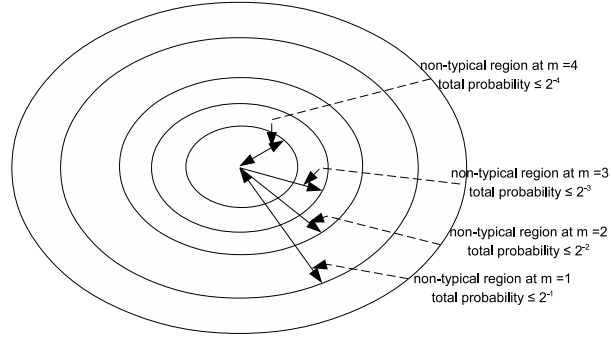 non-typical region at m =4
total probability ≤ 2⁻⁴
non-typical region at m =3
total probability ≤ 2⁻³
non-typical region at m =2
total probability ≤ 2⁻²
non-typical region at m =1
total probability ≤ 2⁻¹